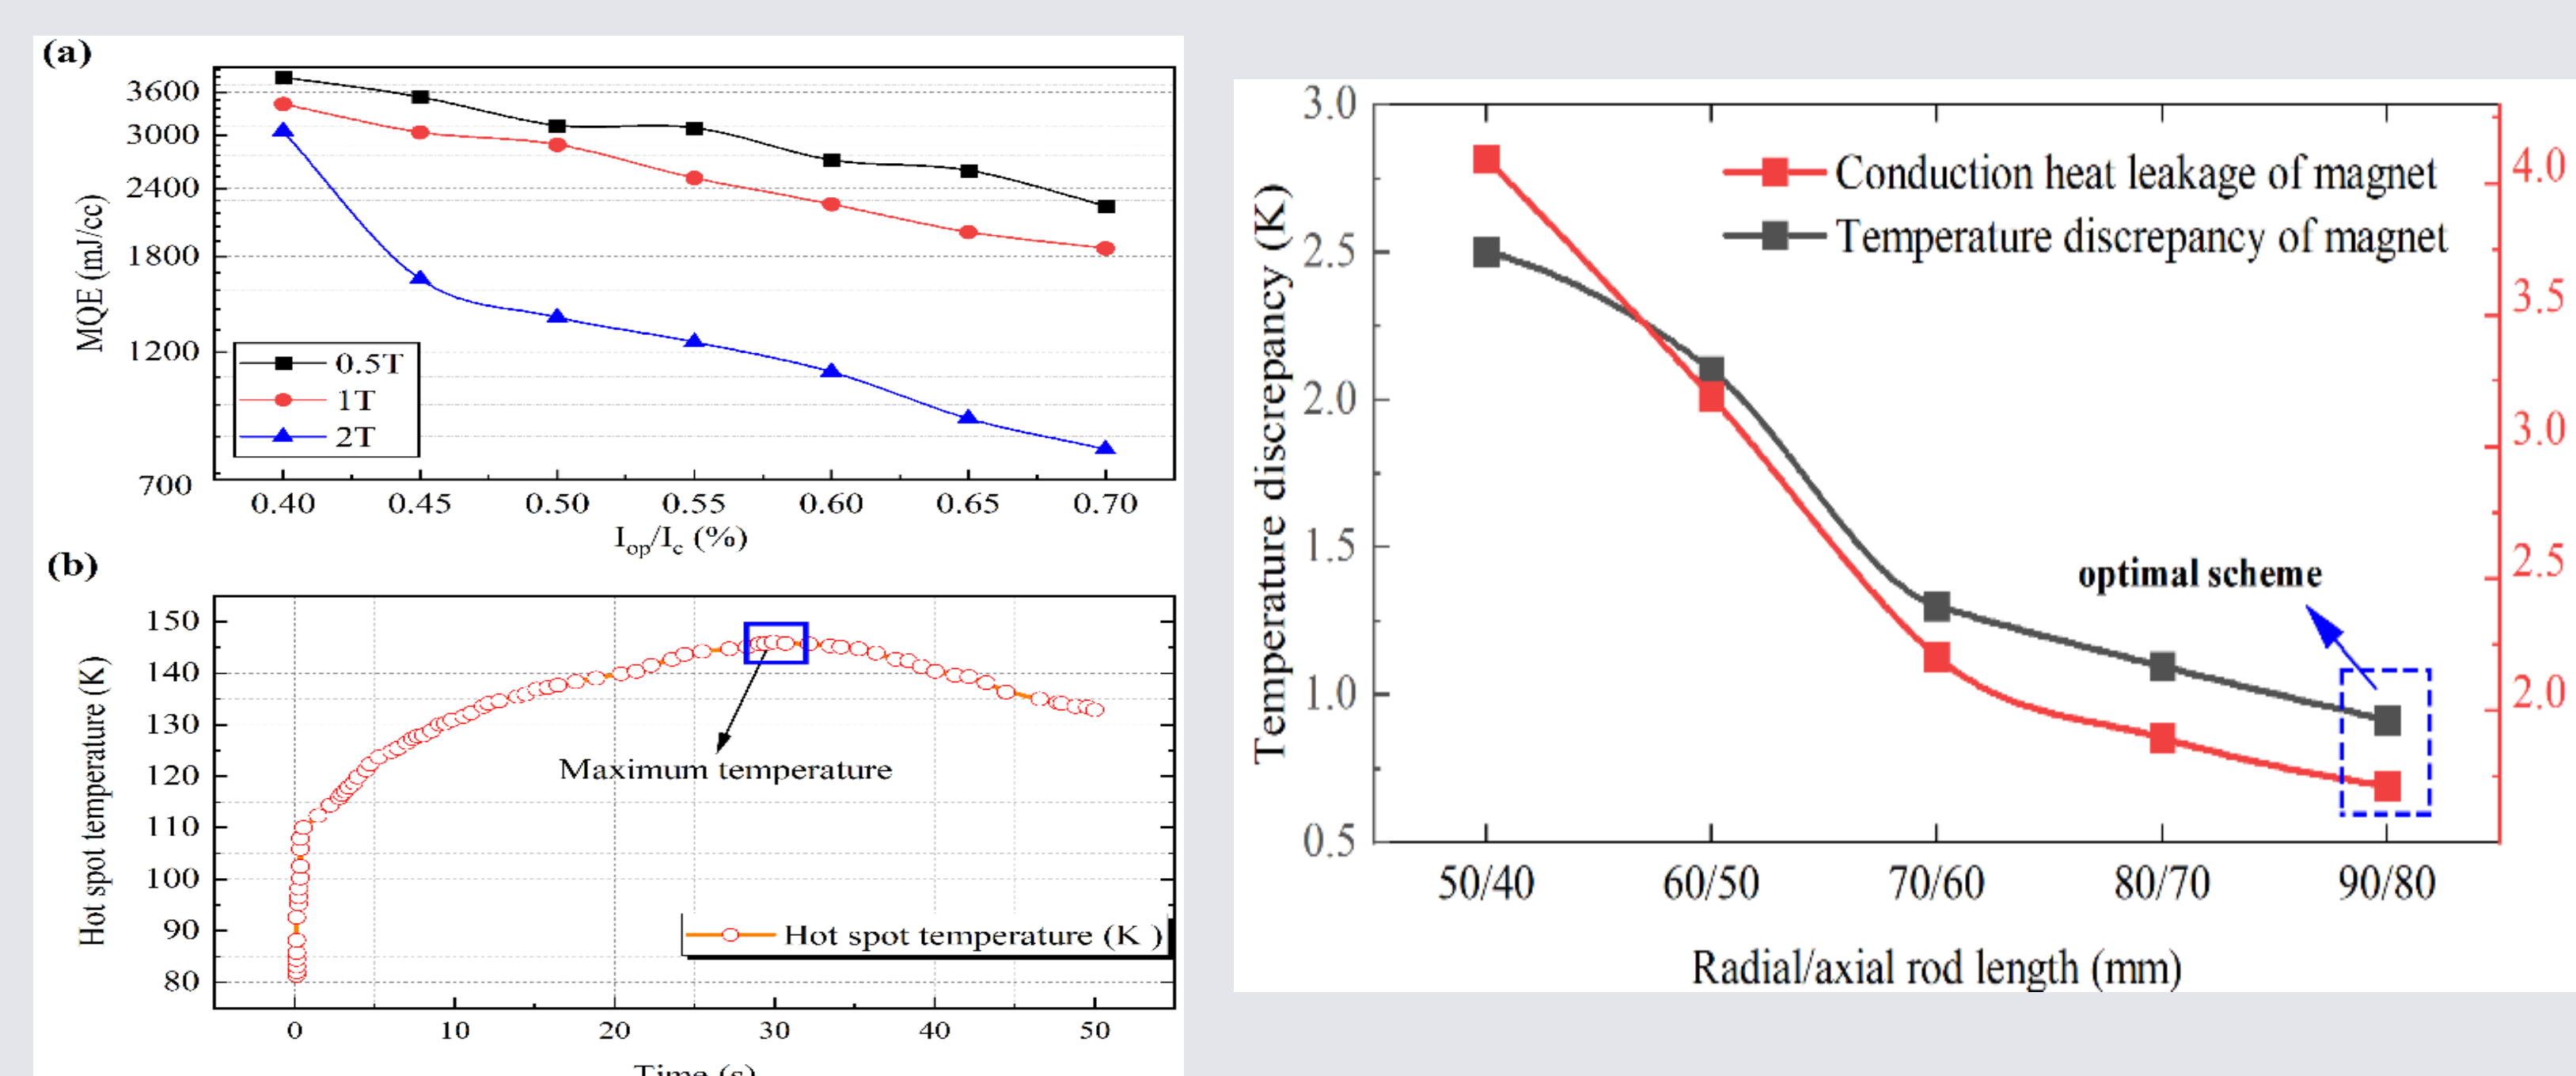 (a)
3600
3000
2400
1800
1200
700
MQE (mJ/cc)
0.5T
1T
2T
0.40 0.45 0.50 0.55 0.60 0.65 0.70
Iop/Ic (%)
(b)
150
140
130
120
110
100
90
80
Hot spot temperature (K)
Maximum temperature
Hot spot temperature (K )
0 10 20 30 40 50
Time (s)
3.0
2.5
2.0
1.5
1.0
0.5
Temperature discrepancy (K)
Conduction heat leakage of magnet
Temperature discrepancy of magnet
optimal scheme
4.0
3.5
3.0
2.5
2.0
50/40 60/50 70/60 80/70 90/80
Radial/axial rod length (mm)